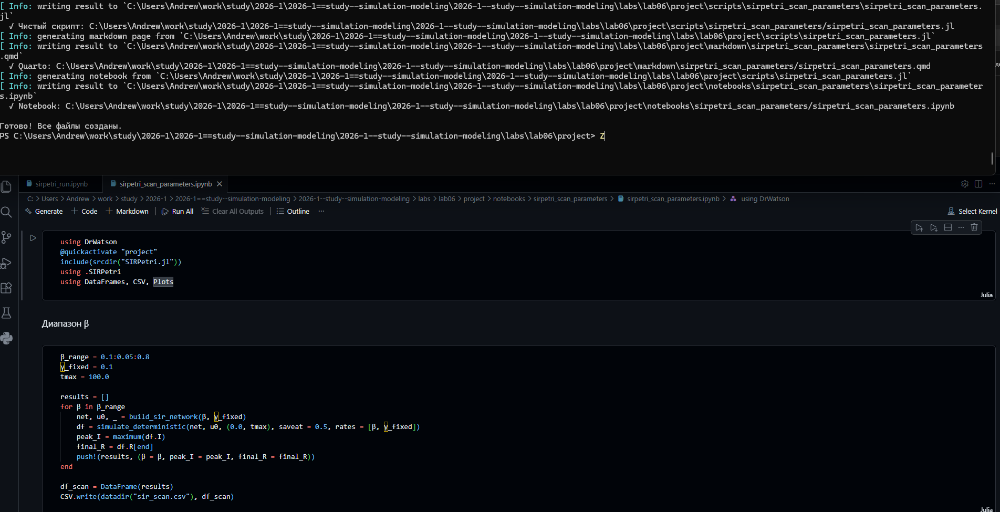 [ Info: writing result to `C:\Users\Andrew\work\study\2026-1\2026-1==study--simulation-modeling\2026-1--study--simulation-modeling\labs\lab06\project\scripts\sirpetri_scan_parameters\sirpetri_scan_parameters.
jl`
✓ Чистый скрипт: C:\Users\Andrew\work\study\2026-1\2026-1==study--simulation-modeling\2026-1--study--simulation-modeling\labs\lab06\project\scripts\sirpetri_scan_parameters/sirpetri_scan_parameters.jl
[ Info: generating markdown page from `C:\Users\Andrew\work\study\2026-1\2026-1==study--simulation-modeling\2026-1--study--simulation-modeling\labs\lab06\project\scripts\sirpetri_scan_parameters.jl`
[ Info: writing result to `C:\Users\Andrew\work\study\2026-1\2026-1==study--simulation-modeling\2026-1--study--simulation-modeling\labs\lab06\project\markdown\sirpetri_scan_parameters\sirpetri_scan_parameters
.qmd`
✓ Quarto: C:\Users\Andrew\work\study\2026-1\2026-1==study--simulation-modeling\2026-1--study--simulation-modeling\labs\lab06\project\markdown\sirpetri_scan_parameters/sirpetri_scan_parameters.qmd
[ Info: generating notebook from `C:\Users\Andrew\work\study\2026-1\2026-1==study--simulation-modeling\2026-1--study--simulation-modeling\labs\lab06\project\scripts\sirpetri_scan_parameters.jl`
[ Info: writing result to `C:\Users\Andrew\work\study\2026-1\2026-1==study--simulation-modeling\2026-1--study--simulation-modeling\labs\lab06\project\notebooks\sirpetri_scan_parameters\sirpetri_scan_parameter
s.ipynb`
✓ Notebook: C:\Users\Andrew\work\study\2026-1\2026-1==study--simulation-modeling\2026-1--study--simulation-modeling\labs\lab06\project\notebooks\sirpetri_scan_parameters/sirpetri_scan_parameters.ipynb
Готово! Все файлы созданы.
PS C:\Users\Andrew\work\study\2026-1\2026-1==study--simulation-modeling\2026-1--study--simulation-modeling\labs\lab06\project> Z
sirpetri_run.ipynb sirpetri_scan_parameters.ipynb
C: > Users > Andrew > work > study > 2026-1 > 2026-1==study--simulation-modeling > 2026-1--study--simulation-modeling > labs > lab06 > project > notebooks > sirpetri_scan_parameters > sirpetri_scan_parameters.ipynb > using DrWatson
Generate + Code + Markdown | Run All Clear All Outputs | Outline ... Select Kernel
using DrWatson
@quickactivate "project"
include(srcdir("SIRPetri.jl"))
using .SIRPetri
using DataFrames, CSV, Plots
Julia
Диапазон β
β_range = 0.1:0.05:0.8
γ_fixed = 0.1
tmax = 100.0
results = []
for β in β_range
    net, u0, _ = build_sir_network(β, γ_fixed)
    df = simulate_deterministic(net, u0, (0.0, tmax), saveat = 0.5, rates = [β, γ_fixed])
    peak_I = maximum(df.I)
    final_R = df.R[end]
    push!(results, (β = β, peak_I = peak_I, final_R = final_R))
end
df_scan = DataFrame(results)
CSV.write(datadir("sir_scan.csv"), df_scan)
Julia